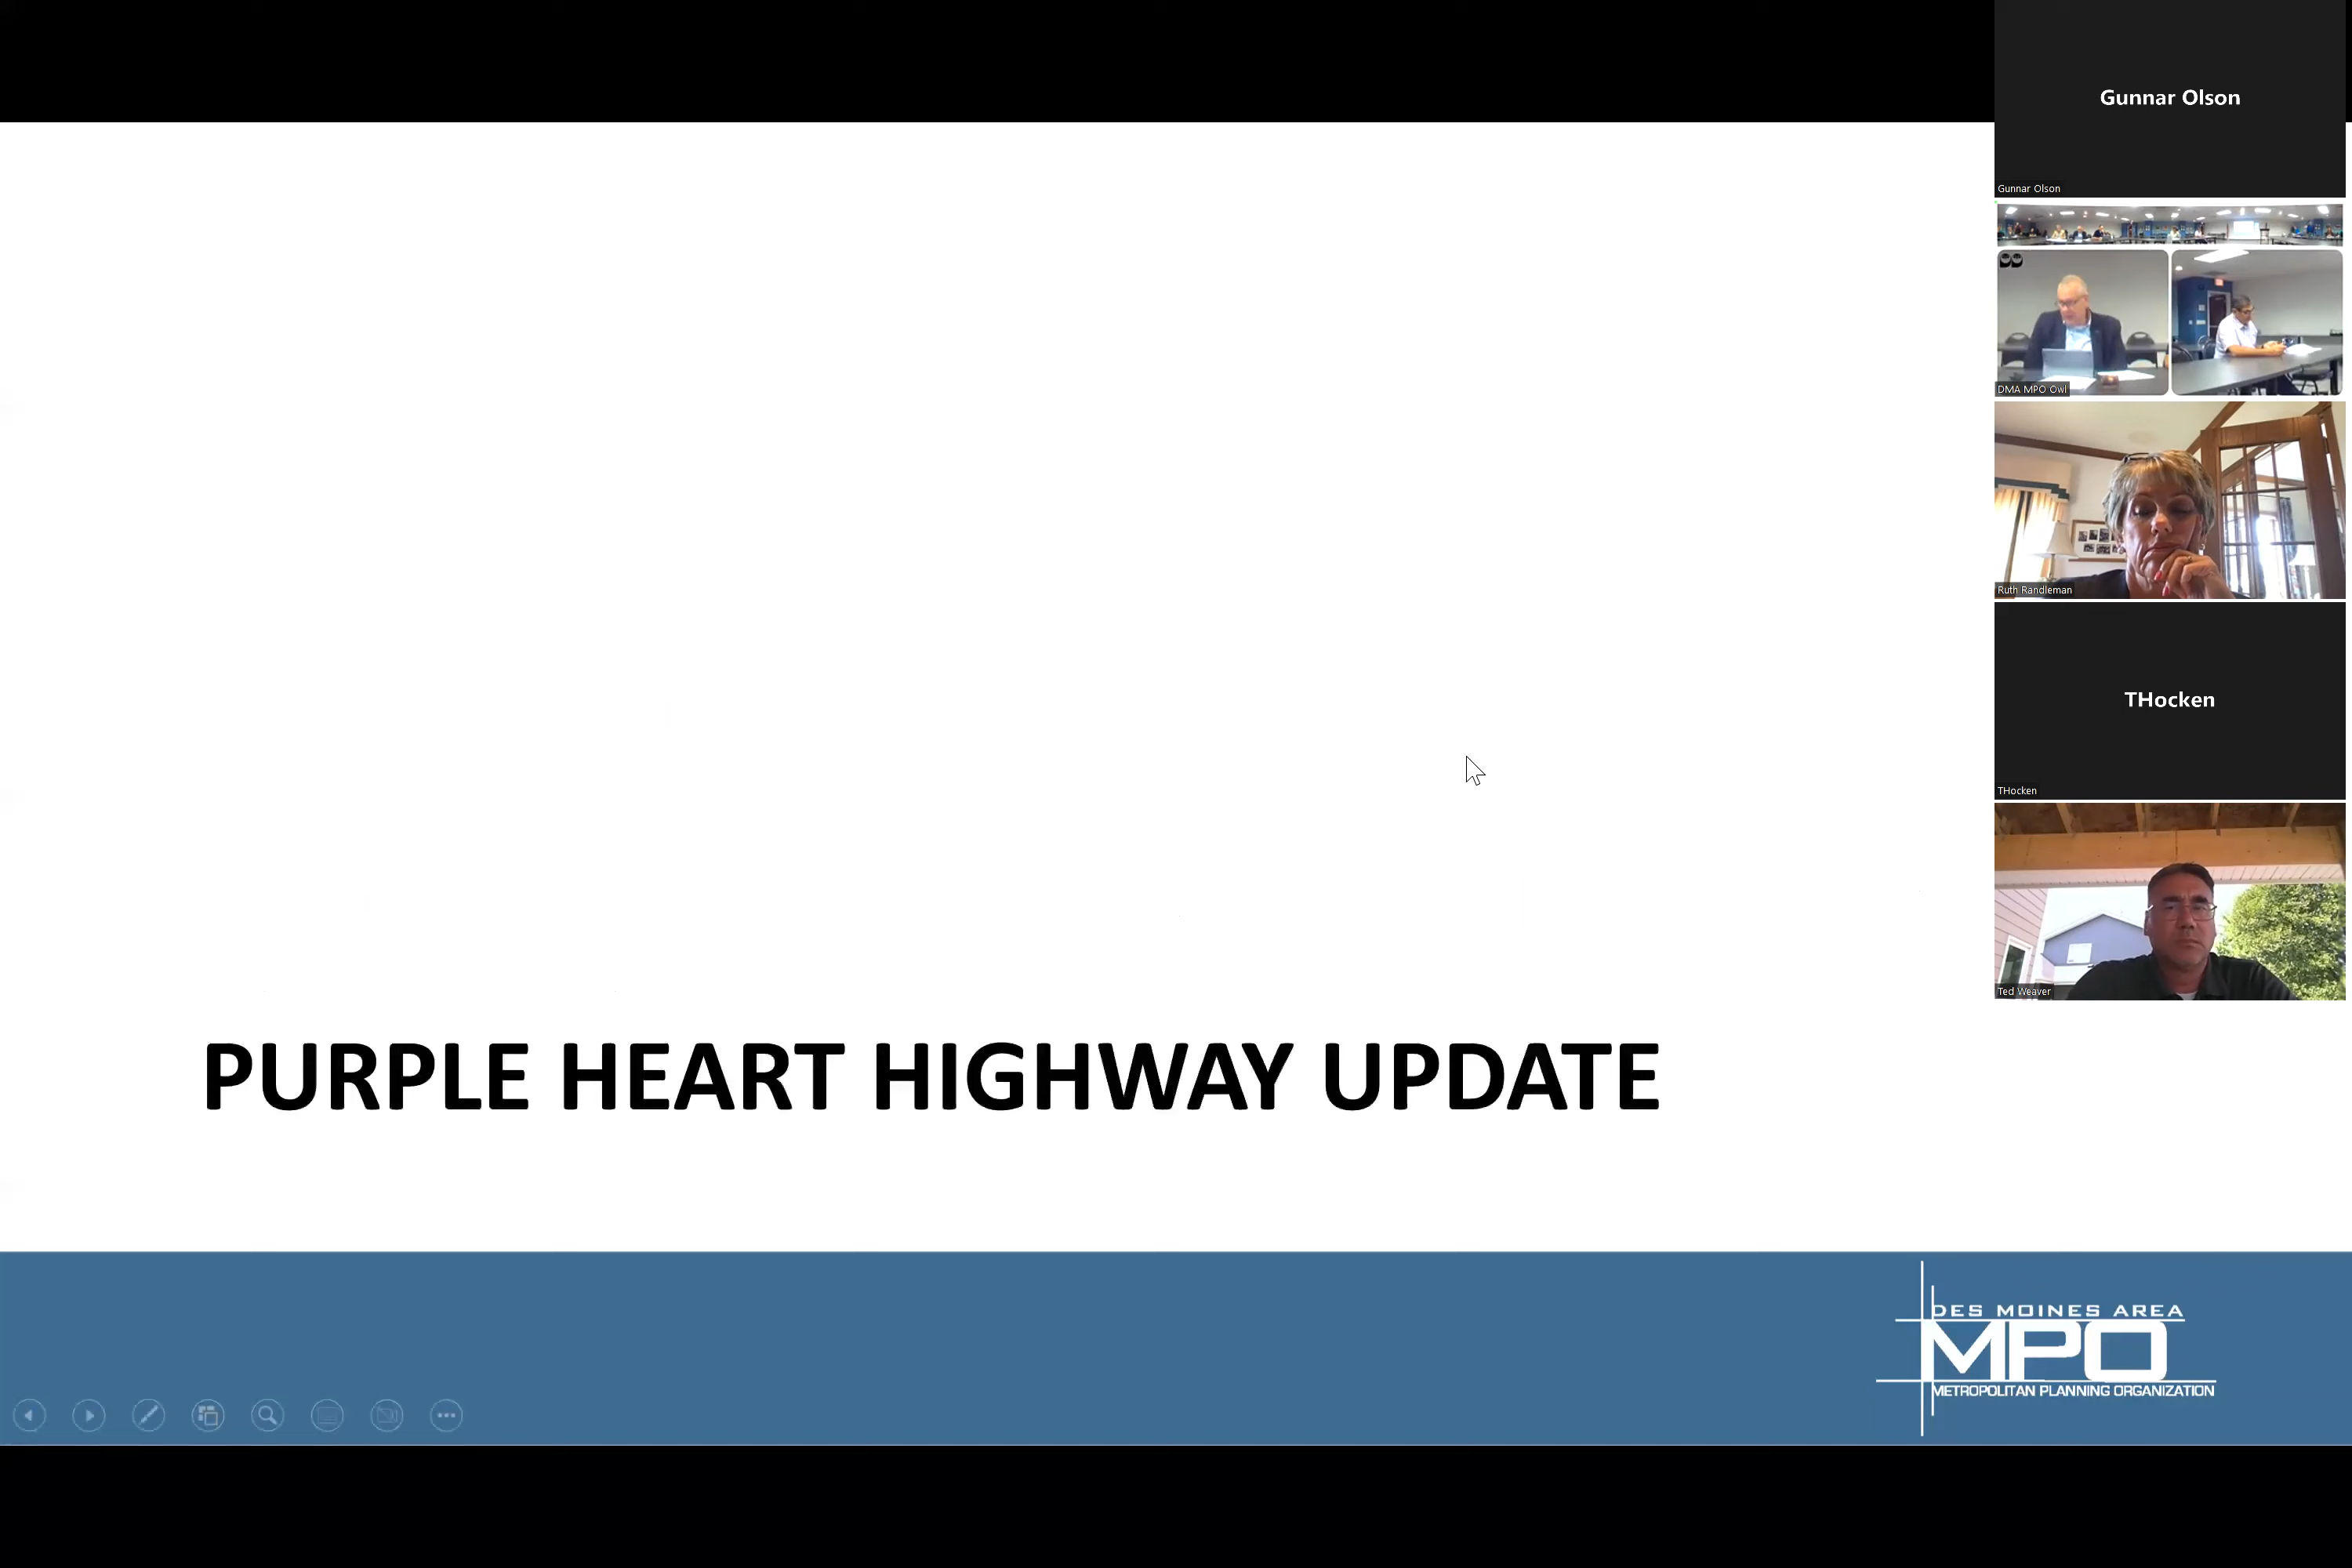 Gunnar Olson
Gunnar Olson
DMA MPO Owl
Ruth Randleman
THocken
THocken
Ted Weaver
PURPLE HEART HIGHWAY UPDATE
DES MOINES AREA
MPO
METROPOLITAN PLANNING ORGANIZATION